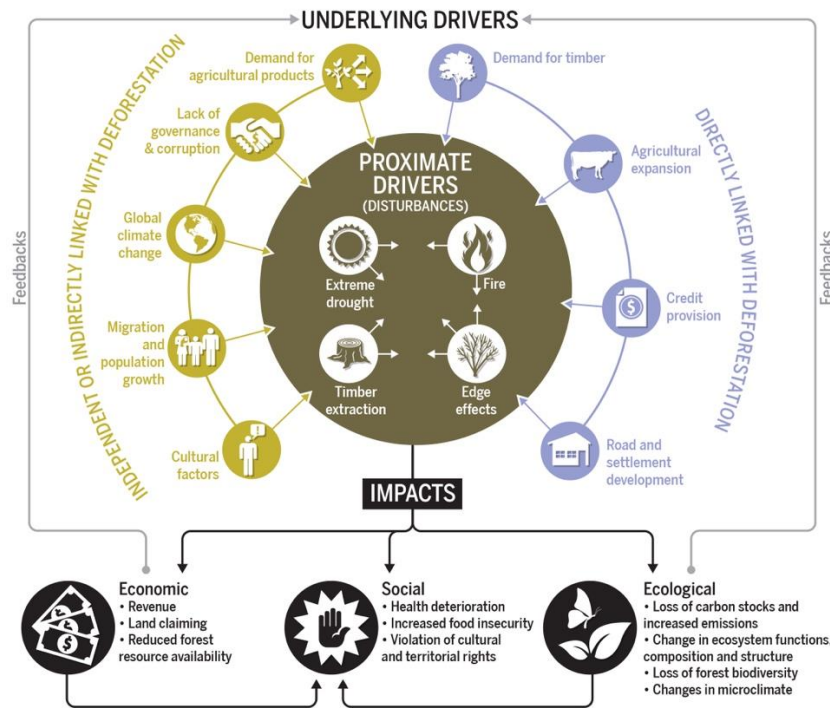 UNDERLYING DRIVERS
INDEPENDENT OR INDIRECTLY LINKED WITH DEFORESTATION
DIRECTLY LINKED WITH DEFORESTATION
Feedbacks
Feedbacks
Demand for
agricultural products
Lack of
governance
& corruption
Global
climate
change
Migration
and
population
growth
Cultural
factors
Demand for timber
Agricultural
expansion
$
Credit
provision
Road and
settlement
development
PROXIMATE
DRIVERS
(DISTURBANCES)
Extreme
drought
Fire
Timber
extraction
Edge
effects
IMPACTS
$
Economic
• Revenue
• Land claiming
• Reduced forest
resource availability
Social
• Health deterioration
• Increased food insecurity
• Violation of cultural
and territorial rights
Ecological
• Loss of carbon stocks and
increased emissions
• Change in ecosystem functions,
composition and structure
• Loss of forest biodiversity
• Changes in microclimate